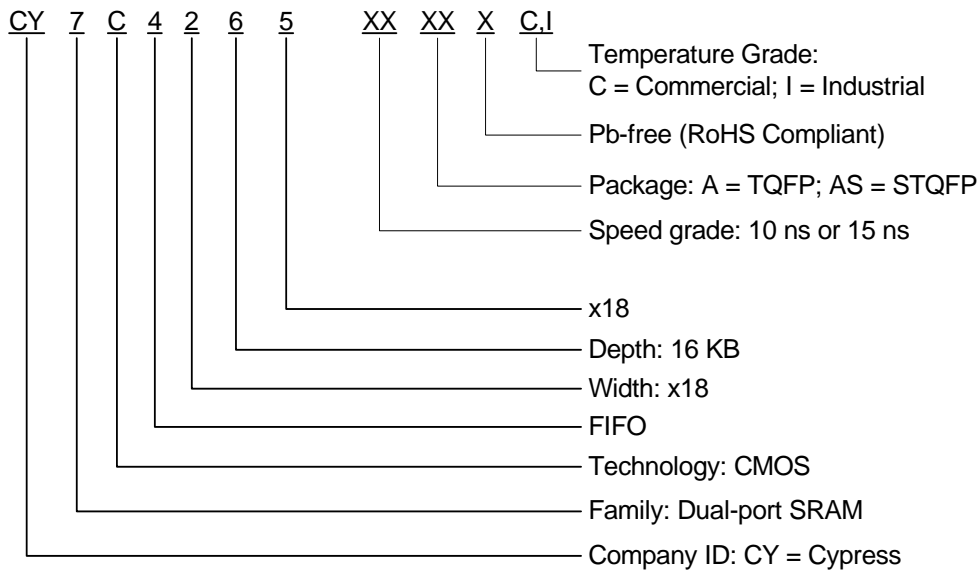 CY 7 C 4 2 6 5 XX XX X C,I
Temperature Grade:
C = Commercial; I = Industrial
Pb-free (RoHS Compliant)
Package: A = TQFP; AS = STQFP
Speed grade: 10 ns or 15 ns
x18
Depth: 16 KB
Width: x18
FIFO
Technology: CMOS
Family: Dual-port SRAM
Company ID: CY = Cypress